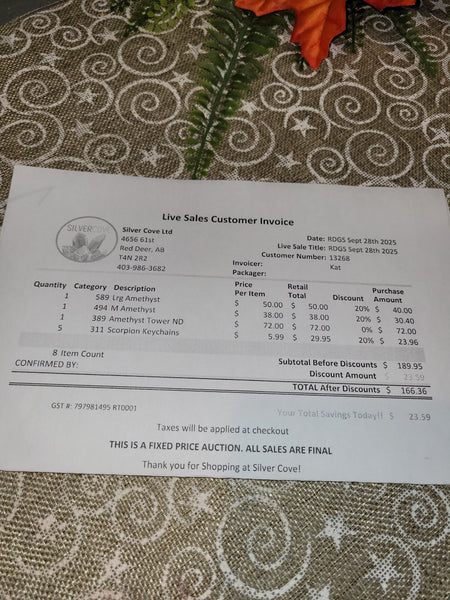 Live Sales Customer Invoice
SILVERCOVE
Silver Cove Ltd
4656 61st
Red Deer, AB
T4N 2R2
403-986-3682
Date: RDGS Sept 28th 2025
Live Sale Title: RDGS Sept 28th 2025
Customer Number: 13268
Invoicer: Kat
Packager:
Quantity Category Description Price Per Item Retail Total Discount Purchase Amount
1 589 Lrg Amethyst $ 50.00 $ 50.00 20% $ 40.00
1 494 M Amethyst $ 38.00 $ 38.00 20% $ 30.40
1 389 Amethyst Tower ND $ 72.00 $ 72.00 0% $ 72.00
5 311 Scorpion Keychains $ 5.99 $ 29.95 20% $ 23.96
8 Item Count
Subtotal Before Discounts $ 189.95
CONFIRMED BY:
Discount Amount $ 23.59
TOTAL After Discounts $ 166.36
GST #: 797981495 RT0001
Your Total Savings Today!! $ 23.59
Taxes will be applied at checkout
THIS IS A FIXED PRICE AUCTION. ALL SALES ARE FINAL
Thank you for Shopping at Silver Cove!